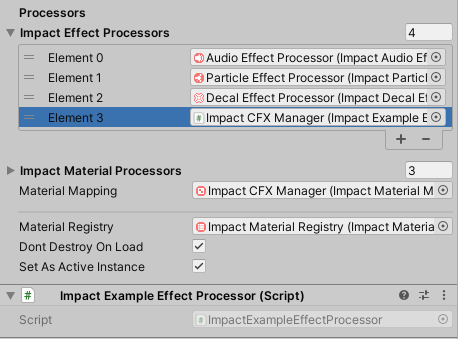 Processors
Impact Effect Processors 4
Element 0 Audio Effect Processor (Impact Audio Ef
Element 1 Particle Effect Processor (Impact Particl
Element 2 Decal Effect Processor (Impact Decal Ef
Element 3 Impact CFX Manager (Impact Example E
+ −
Impact Material Processors 3
Material Mapping Impact CFX Manager (Impact Material M
Material Registry Impact Material Registry (Impact Materia
Dont Destroy On Load
Set As Active Instance
# Impact Example Effect Processor (Script)
Script ImpactExampleEffectProcessor